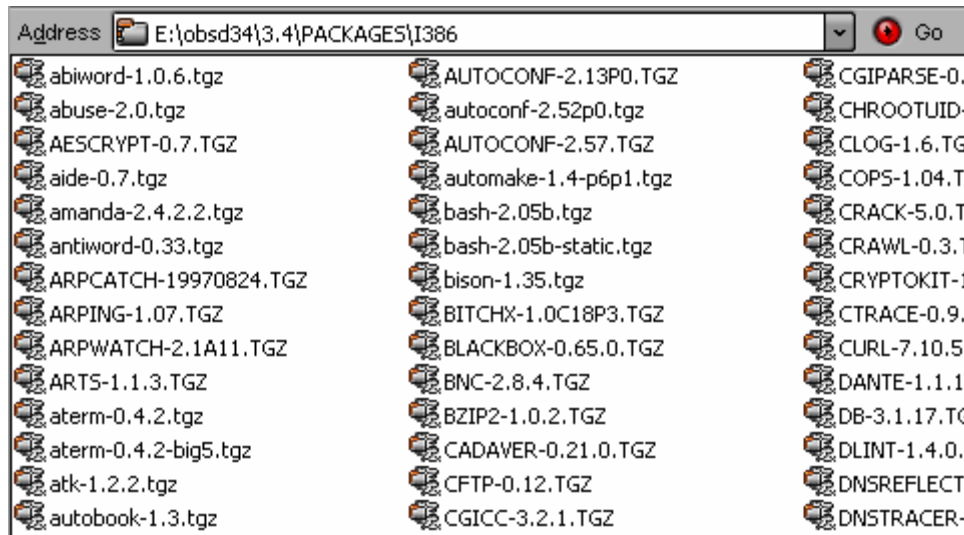 Address E:\obsd34\3.4\PACKAGES\I386 Go
abiword-1.0.6.tgz
abuse-2.0.tgz
AESCRYPT-0.7.TGZ
aide-0.7.tgz
amanda-2.4.2.2.tgz
antiword-0.33.tgz
ARPCATCH-19970824.TGZ
ARPING-1.07.TGZ
ARPWATCH-2.1A11.TGZ
ARTS-1.1.3.TGZ
aterm-0.4.2.tgz
aterm-0.4.2-big5.tgz
atk-1.2.2.tgz
autobook-1.3.tgz
AUTOCONF-2.13P0.TGZ
autoconf-2.52p0.tgz
AUTOCONF-2.57.TGZ
automake-1.4-p6p1.tgz
bash-2.05b.tgz
bash-2.05b-static.tgz
bison-1.35.tgz
BITCHX-1.0C18P3.TGZ
BLACKBOX-0.65.0.TGZ
BNC-2.8.4.TGZ
BZIP2-1.0.2.TGZ
CADAVER-0.21.0.TGZ
CFTP-0.12.TGZ
CGICC-3.2.1.TGZ
CGIPARSE-0.
CHROOTUID-
CLOG-1.6.TG
COPS-1.04.T
CRACK-5.0.T
CRAWL-0.3.T
CRYPTOKIT-1
CTRACE-0.9.
CURL-7.10.5
DANTE-1.1.1
DB-3.1.17.TG
DLINT-1.4.0.
DNSREFLECT
DNSTRACER-